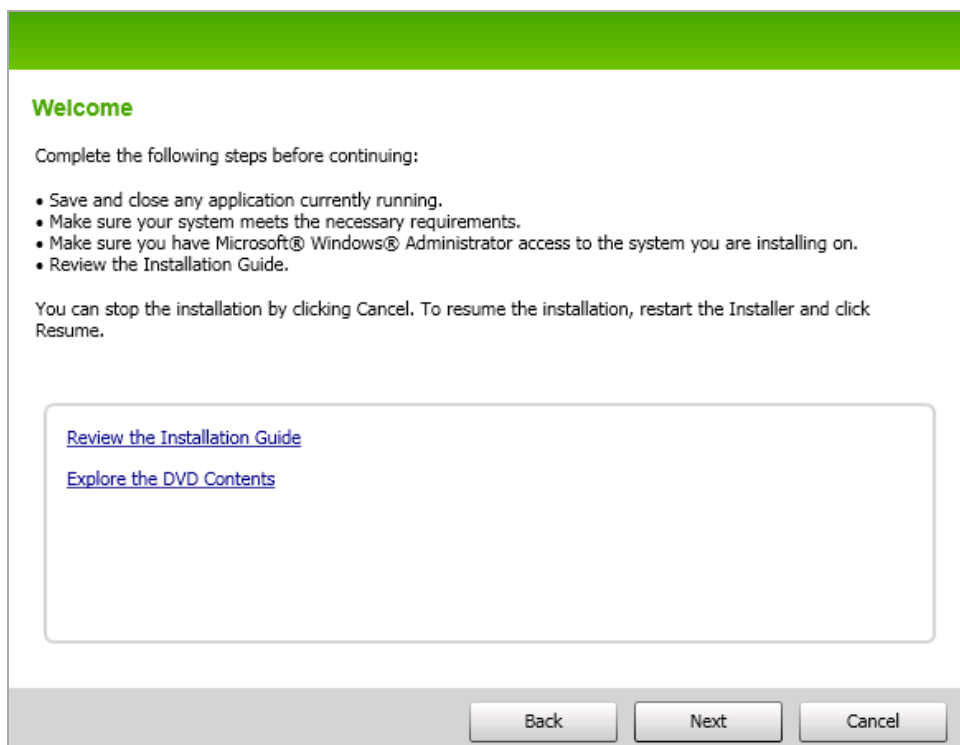 Welcome
Complete the following steps before continuing:
• Save and close any application currently running.
• Make sure your system meets the necessary requirements.
• Make sure you have Microsoft® Windows® Administrator access to the system you are installing on.
• Review the Installation Guide.
You can stop the installation by clicking Cancel. To resume the installation, restart the Installer and click
Resume.
Review the Installation Guide
Explore the DVD Contents
Back Next Cancel